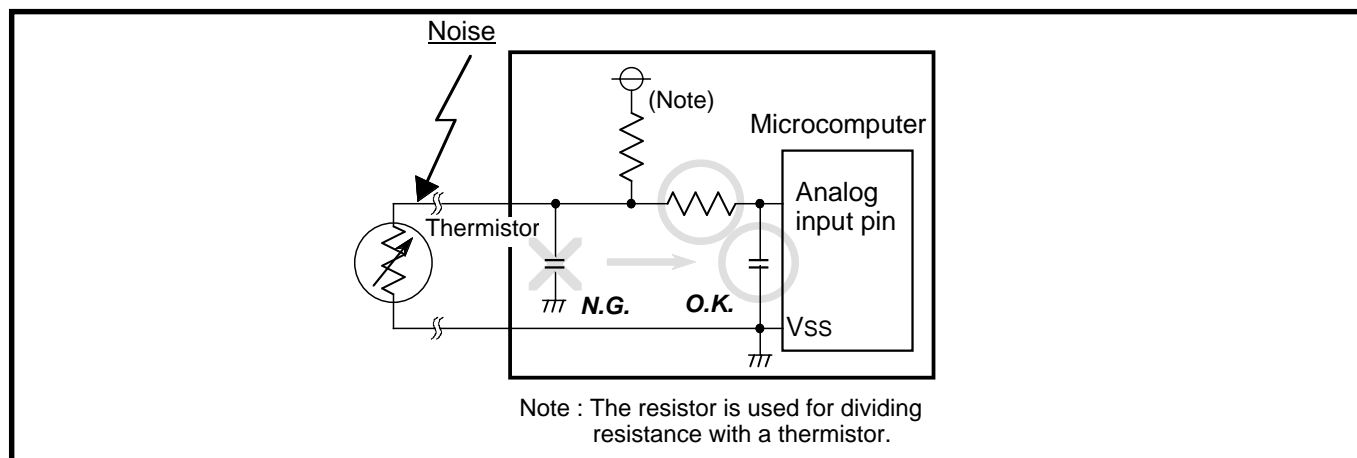 Noise
(Note)
Microcomputer
Analog
input pin
Thermistor
N.G.
O.K.
VSS
Note : The resistor is used for dividing
resistance with a thermistor.